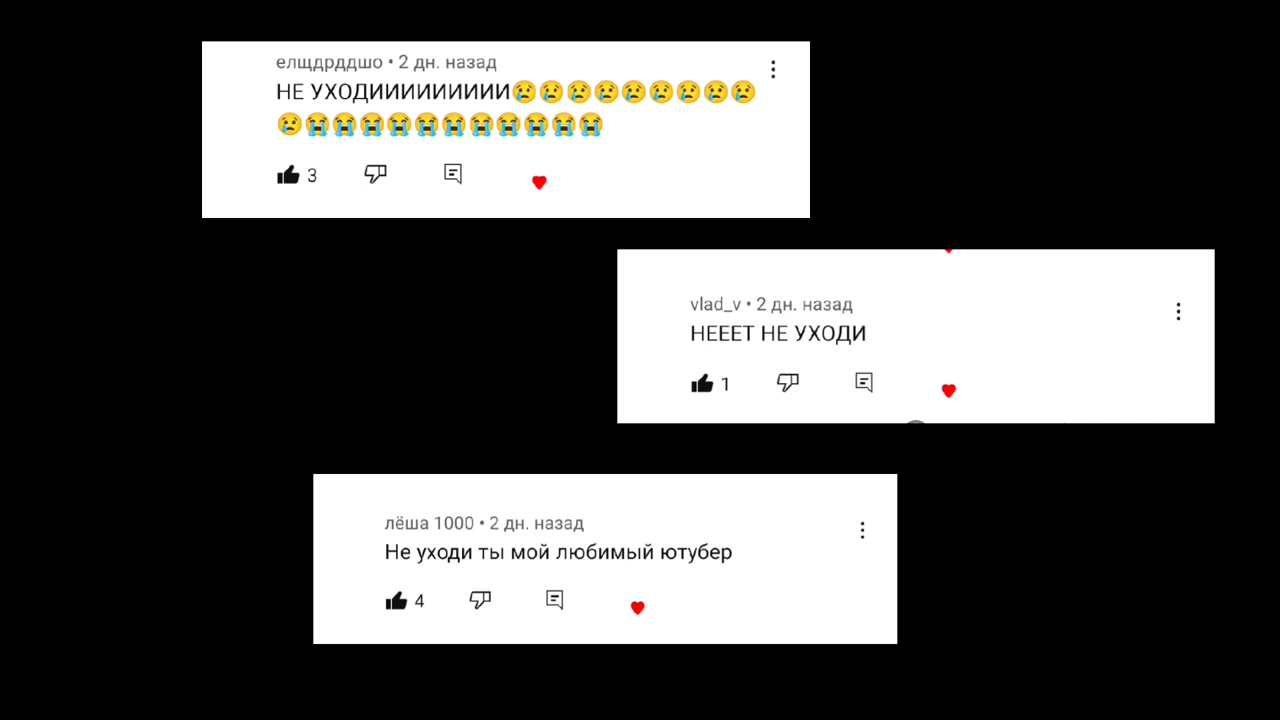 елщдрддшо • 2 дн. назад
НЕ УХОДИИИИИИИИИ😢😢😢😢😢😢😢😢😢
😢😭😭😭😭😭😭😭😭😭😭😭
3
vlad_v • 2 дн. назад
НЕЕЕТ НЕ УХОДИ
1
лёша 1000 • 2 дн. назад
Не уходи ты мой любимый ютубер
4